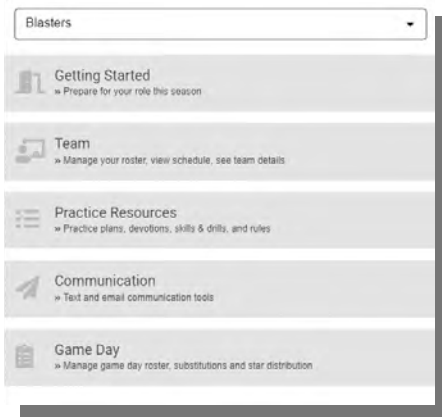 Blasters
Getting Started
» Prepare for your role this season
Team
» Manage your roster, view schedule, see team details
Practice Resources
» Practice plans, devotions, skills & drills, and rules
Communication
» Text and email communication tools
Game Day
» Manage game day roster, substitutions and star distribution